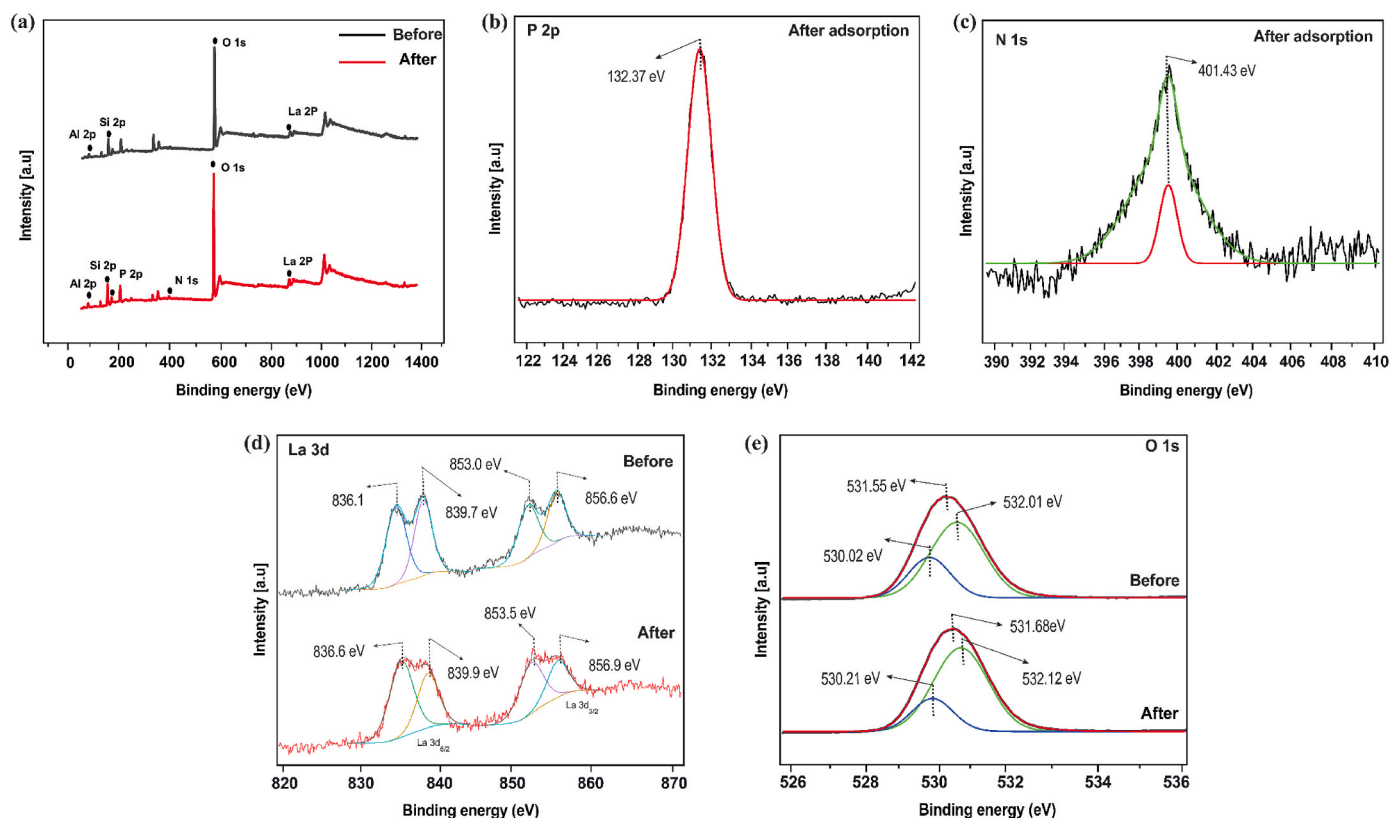 (a)
Before
After
O 1s
Si 2p
Al 2p
La 2P
O 1s
Si 2p
P 2p
Al 2p
N 1s
La 2P
Intensity [a.u]
0 200 400 600 800 1000 1200 1400
Binding energy (eV)
(b)
P 2p
After adsorption
132.37 eV
Intensity [a.u]
122 124 126 128 130 132 134 136 138 140 142
Binding energy (eV)
(c)
N 1s
After adsorption
401.43 eV
Intensity [a.u]
390 392 394 396 398 400 402 404 406 408 410
Binding energy (eV)
(d)
La 3d
Before
836.1
839.7 eV
853.0 eV
856.6 eV
After
836.6 eV
839.9 eV
853.5 eV
856.9 eV
La 3d5/2
La 3d3/2
Intensity [a.u]
820 830 840 850 860 870
Binding energy (eV)
(e)
O 1s
531.55 eV
532.01 eV
530.02 eV
Before
531.68eV
530.21 eV
532.12 eV
After
Intensity [a.u]
526 528 530 532 534 536
Binding energy (eV)